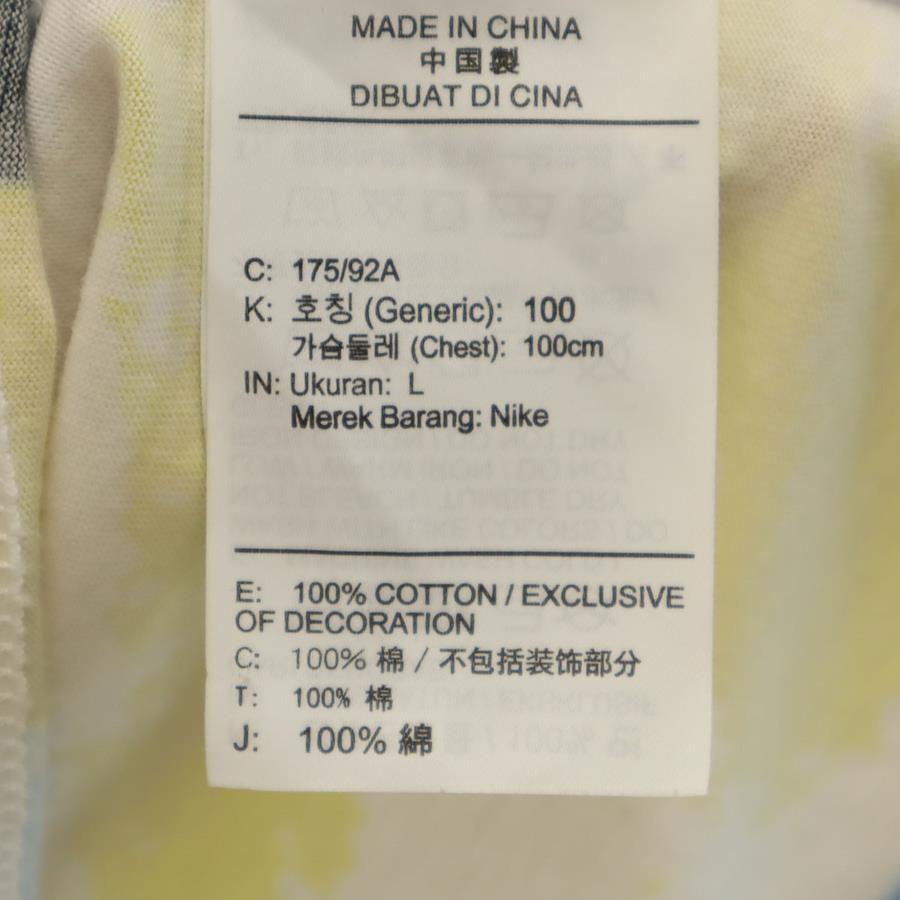 MADE IN CHINA
中国製
DIBUAT DI CINA
C: 175/92A
K: 호칭 (Generic): 100
가슴둘레 (Chest): 100cm
IN: Ukuran: L
Merek Barang: Nike
E: 100% COTTON / EXCLUSIVE
OF DECORATION
C: 100% 棉 / 不包括装饰部分
T: 100% 棉
J: 100% 綿